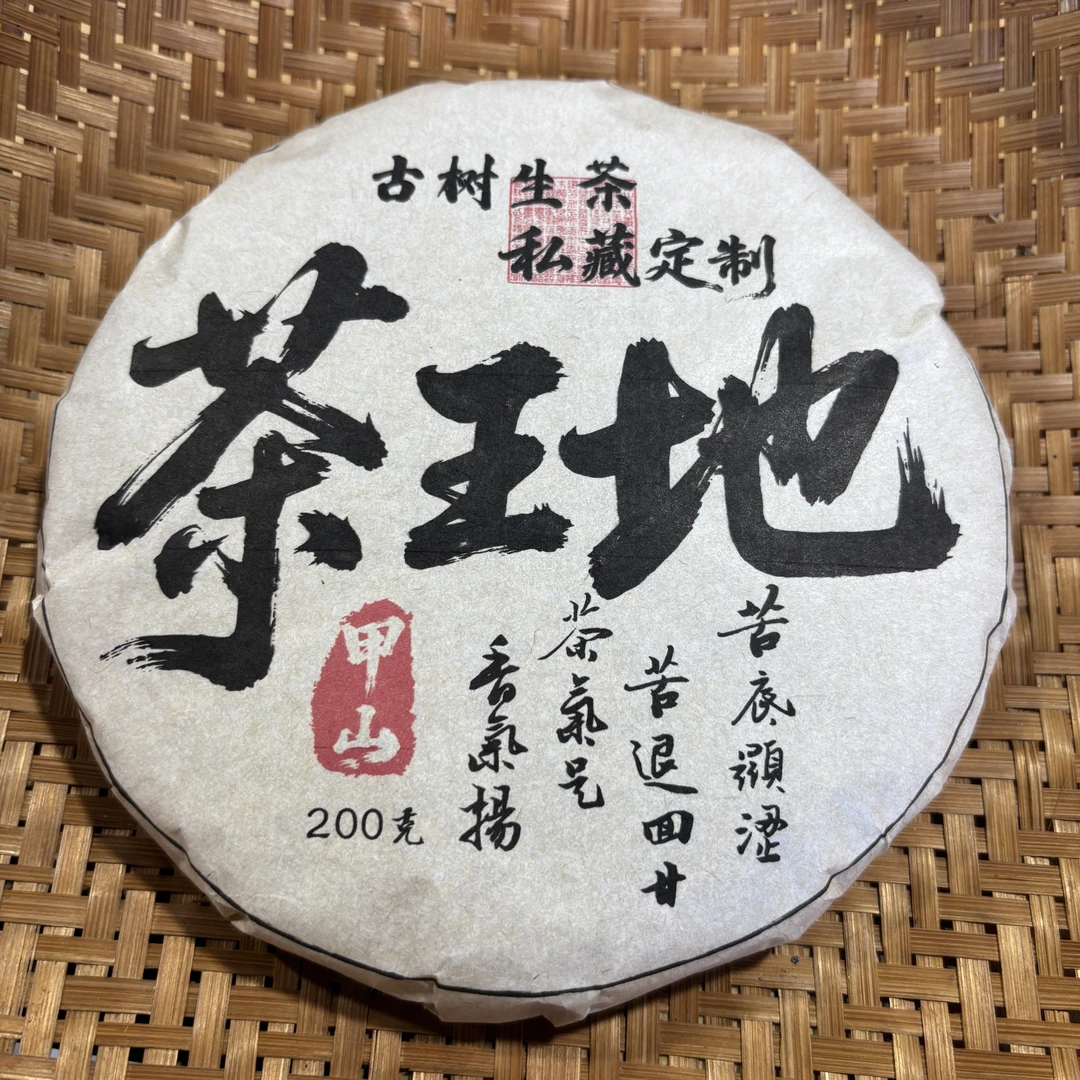 古树生茶
私藏定制
茶王地
苦底顯澀
苦退回甘
茶氣足
香氣揚
甲山
200克